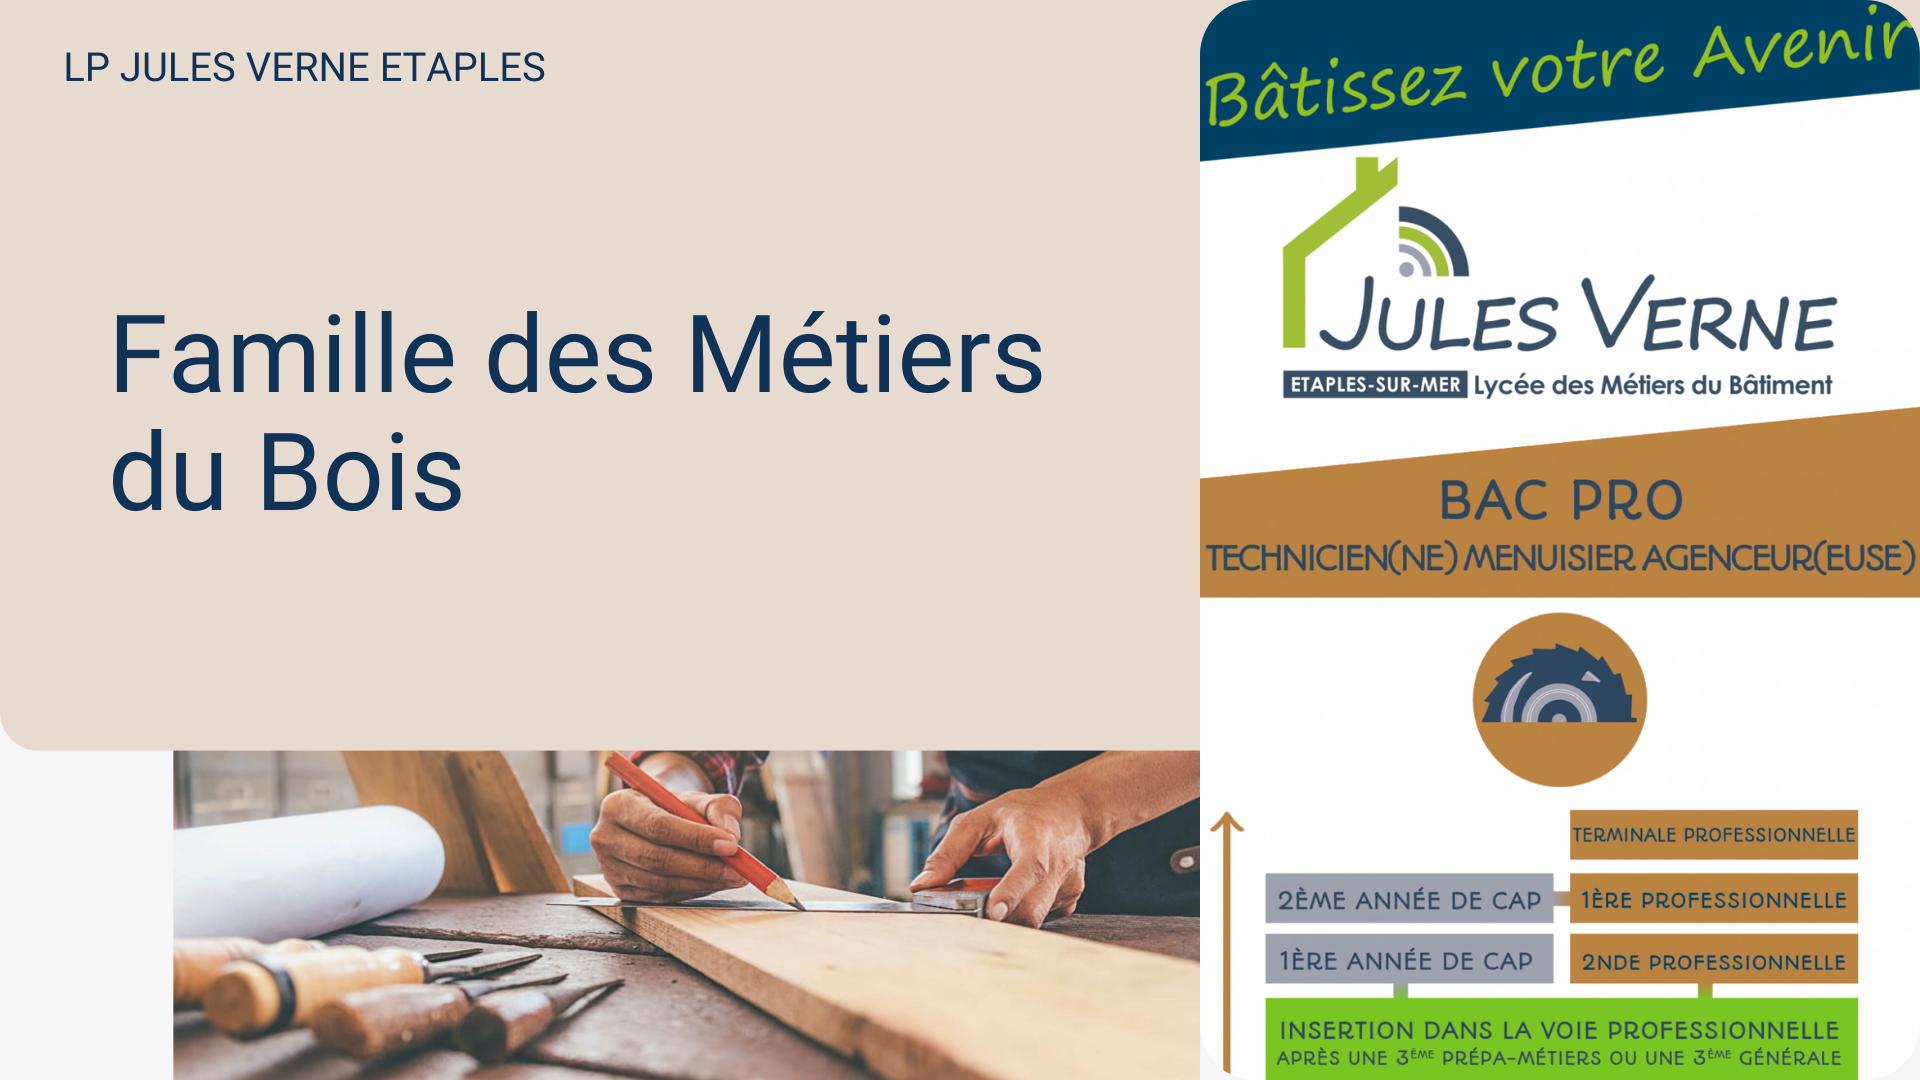 LP JULES VERNE ETAPLES
Famille des Métiers
du Bois
Bâtissez votre Avenir
JULES VERNE
ETAPLES-SUR-MER Lycée des Métiers du Bâtiment
BAC PRO
TECHNICIEN(NE) MENUISIER AGENCEUR(EUSE)
TERMINALE PROFESSIONNELLE
2ÈME ANNÉE DE CAP 1ÈRE PROFESSIONNELLE
1ÈRE ANNÉE DE CAP 2NDE PROFESSIONNELLE
INSERTION DANS LA VOIE PROFESSIONNELLE
APRÈS UNE 3ÈME PRÉPA-MÉTIERS OU UNE 3ÈME GÉNÉRALE